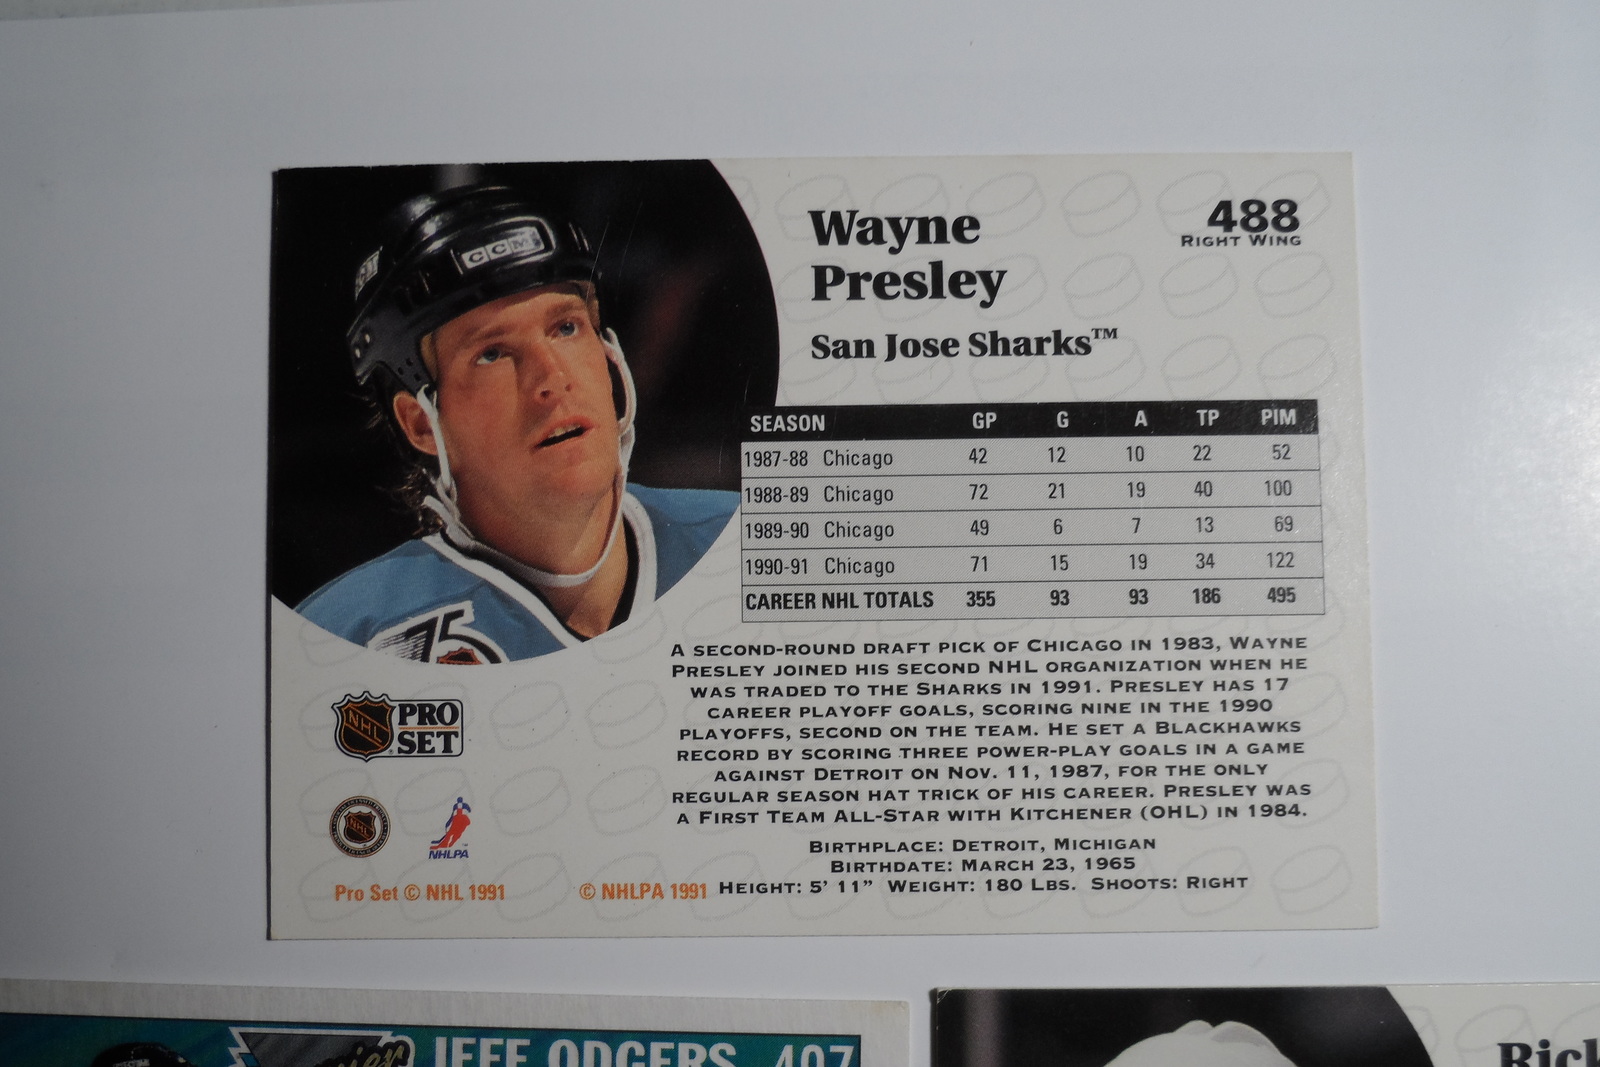 Wayne
Presley
San Jose Sharks™
488
RIGHT WING
CCM
SEASON GP G A TP PIM
1987-88 Chicago 42 12 10 22 52
1988-89 Chicago 72 21 19 40 100
1989-90 Chicago 49 6 7 13 69
1990-91 Chicago 71 15 19 34 122
CAREER NHL TOTALS 355 93 93 186 495
A SECOND-ROUND DRAFT PICK OF CHICAGO IN 1983, WAYNE
PRESLEY JOINED HIS SECOND NHL ORGANIZATION WHEN HE
WAS TRADED TO THE SHARKS IN 1991. PRESLEY HAS 17
CAREER PLAYOFF GOALS, SCORING NINE IN THE 1990
PLAYOFFS, SECOND ON THE TEAM. HE SET A BLACKHAWKS
RECORD BY SCORING THREE POWER-PLAY GOALS IN A GAME
AGAINST DETROIT ON NOV. 11, 1987, FOR THE ONLY
REGULAR SEASON HAT TRICK OF HIS CAREER. PRESLEY WAS
A FIRST TEAM ALL-STAR WITH KITCHENER (OHL) IN 1984.
BIRTHPLACE: DETROIT, MICHIGAN
BIRTHDATE: MARCH 23, 1965
HEIGHT: 5' 11" WEIGHT: 180 LBS. SHOOTS: RIGHT
75
NHL PRO
SET
NHL
NHLPA
Pro Set © NHL 1991 © NHLPA 1991
JEFF ODGERS 407
Rick